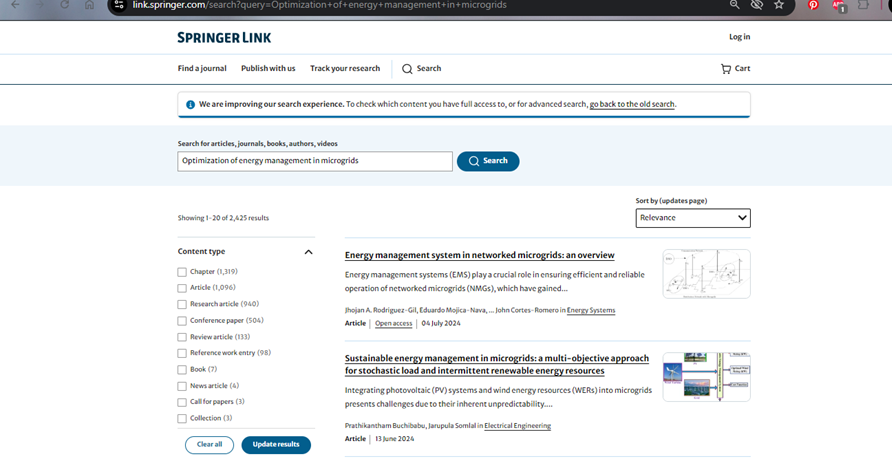 link.springer.com/search?query=Optimization+of+energy+management+in+microgrids
SPRINGER LINK
Log in
Find a journal Publish with us Track your research Search Cart
We are improving our search experience. To check which content you have full access to, or for advanced search, go back to the old search.
Search for articles, journals, books, authors, videos
Optimization of energy management in microgrids Search
Sort by (updates page)
Showing 1-20 of 2,425 results Relevance
Content type
Chapter (1,319)
Article (1,096)
Research article (940)
Conference paper (504)
Review article (133)
Reference work entry (98)
Book (7)
News article (4)
Call for papers (3)
Collection (3)
Clear all Update results
Energy management system in networked microgrids: an overview
Energy management systems (EMS) play a crucial role in ensuring efficient and reliable
operation of networked microgrids (NMGs), which have gained...
Jhojan A. Rodriguez-Gil, Eduardo Mojica-Nava, ... John Cortes-Romero in Energy Systems
Article Open access 04 July 2024
Sustainable energy management in microgrids: a multi-objective approach
for stochastic load and intermittent renewable energy resources
Integrating photovoltaic (PV) systems and wind energy resources (WERs) into microgrids
presents challenges due to their inherent unpredictability....
Prathikantham Buchibabu, Jarupula Somlal in Electrical Engineering
Article 13 June 2024